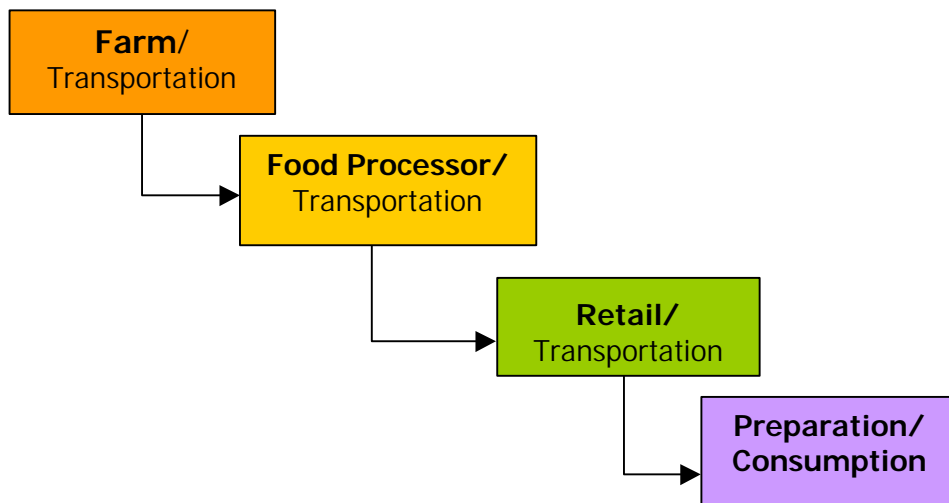 Farm/
Transportation
Food Processor/
Transportation
Retail/
Transportation
Preparation/
Consumption